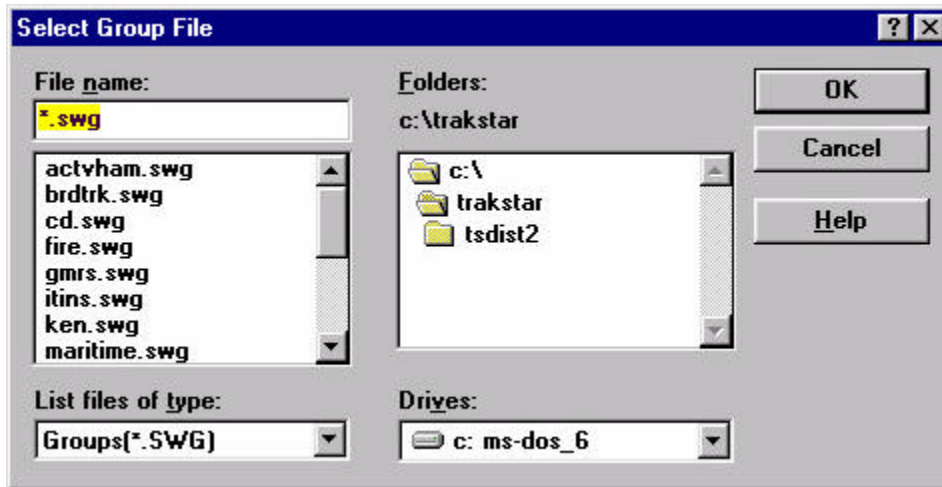 Select Group File
File name:
*.swg
actvham.swg
brdtrk.swg
cd.swg
fire.swg
gmrs.swg
itins.swg
ken.swg
maritime.swg
List files of type:
Groups(*.SWG)
Folders:
c:\trakstar
c:\
trakstar
tsdist2
Drives:
c: ms-dos_6
OK
Cancel
Help